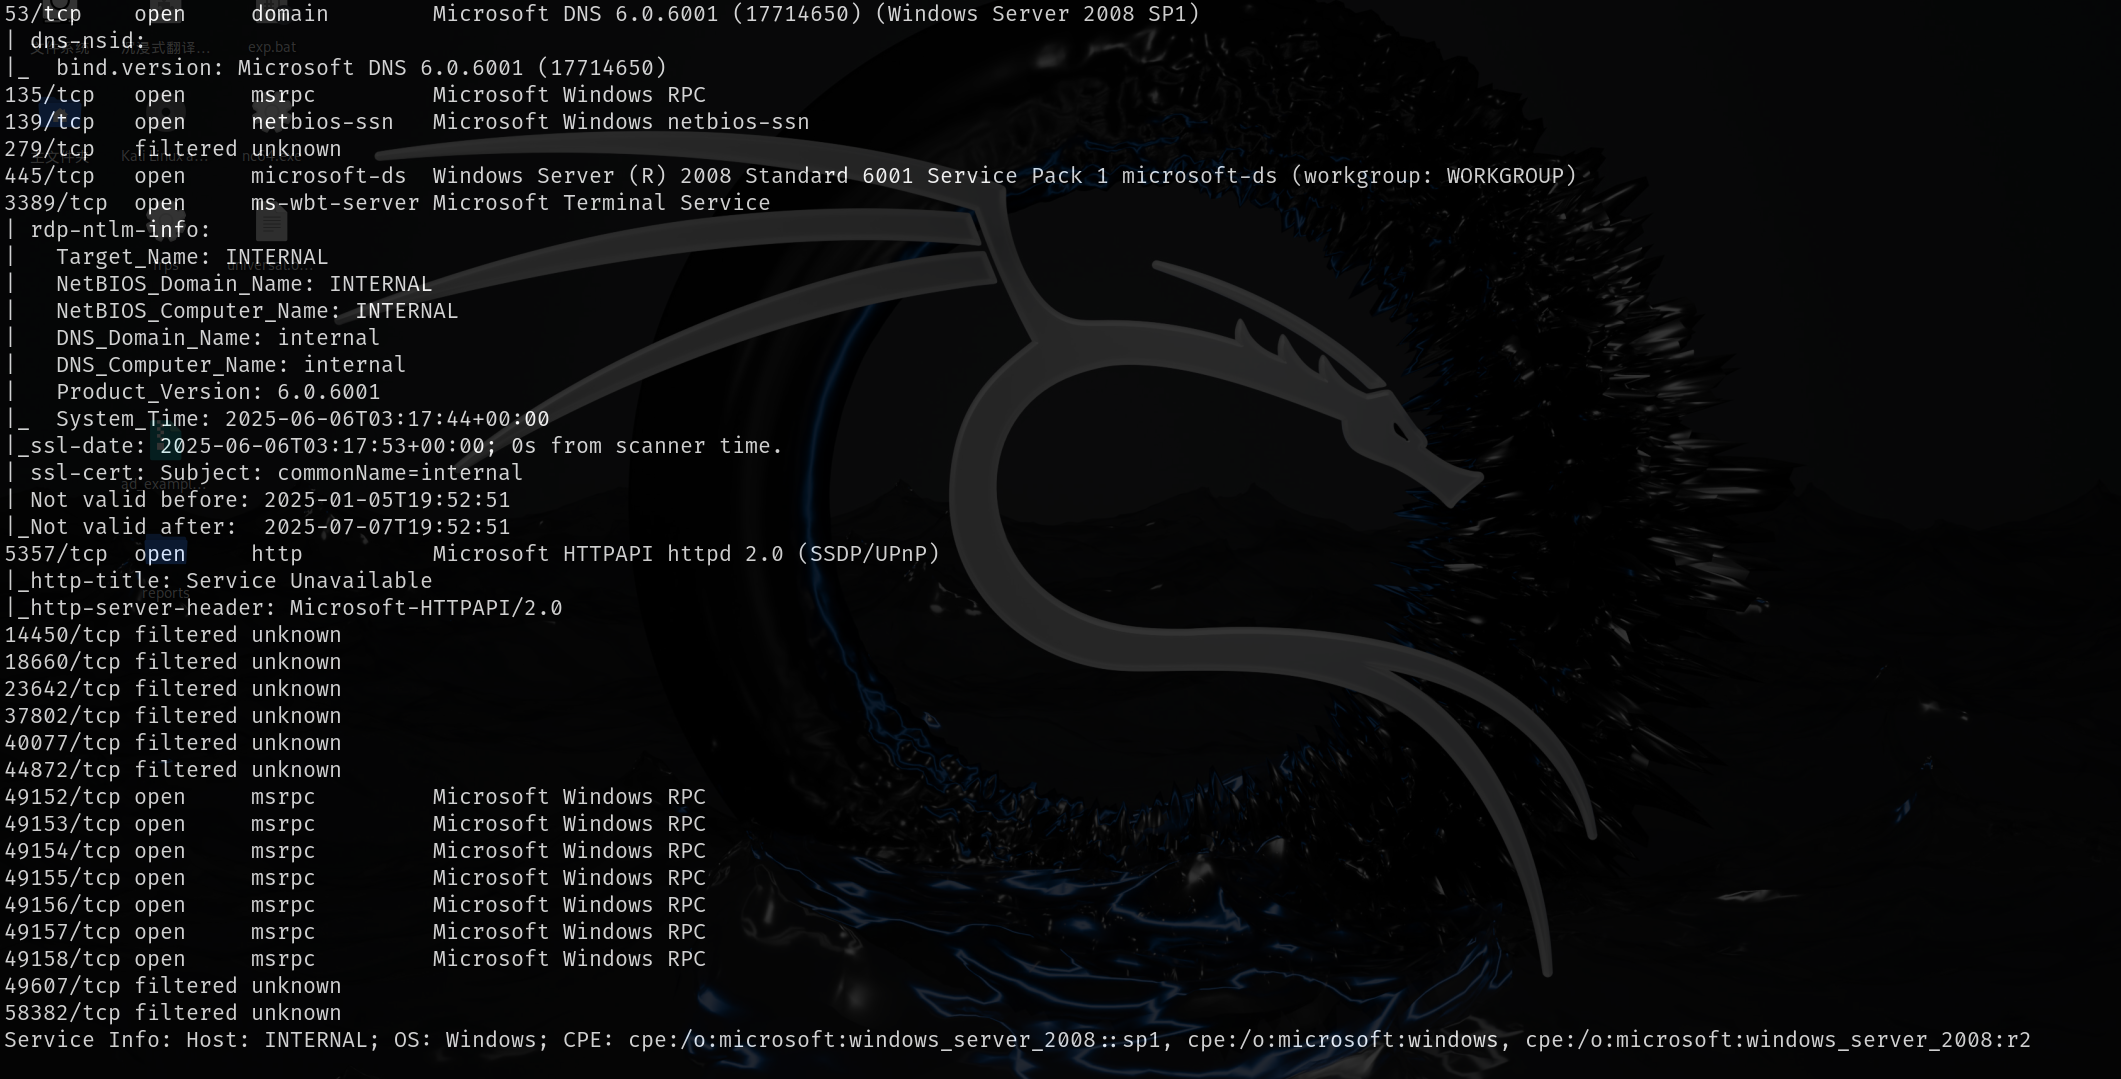 53/tcp    open     domain        Microsoft DNS 6.0.6001 (17714650) (Windows Server 2008 SP1)
| dns-nsid:
|_  bind.version: Microsoft DNS 6.0.6001 (17714650)
135/tcp   open     msrpc         Microsoft Windows RPC
139/tcp   open     netbios-ssn   Microsoft Windows netbios-ssn
279/tcp   filtered unknown
445/tcp   open     microsoft-ds  Windows Server (R) 2008 Standard 6001 Service Pack 1 microsoft-ds (workgroup: WORKGROUP)
3389/tcp  open     ms-wbt-server Microsoft Terminal Service
| rdp-ntlm-info:
|   Target_Name: INTERNAL
|   NetBIOS_Domain_Name: INTERNAL
|   NetBIOS_Computer_Name: INTERNAL
|   DNS_Domain_Name: internal
|   DNS_Computer_Name: internal
|   Product_Version: 6.0.6001
|_  System_Time: 2025-06-06T03:17:44+00:00
|_ssl-date: 2025-06-06T03:17:53+00:00; 0s from scanner time.
| ssl-cert: Subject: commonName=internal
| Not valid before: 2025-01-05T19:52:51
|_Not valid after:  2025-07-07T19:52:51
5357/tcp  open     http          Microsoft HTTPAPI httpd 2.0 (SSDP/UPnP)
|_http-title: Service Unavailable
|_http-server-header: Microsoft-HTTPAPI/2.0
14450/tcp filtered unknown
18660/tcp filtered unknown
23642/tcp filtered unknown
37802/tcp filtered unknown
40077/tcp filtered unknown
44872/tcp filtered unknown
49152/tcp open     msrpc         Microsoft Windows RPC
49153/tcp open     msrpc         Microsoft Windows RPC
49154/tcp open     msrpc         Microsoft Windows RPC
49155/tcp open     msrpc         Microsoft Windows RPC
49156/tcp open     msrpc         Microsoft Windows RPC
49157/tcp open     msrpc         Microsoft Windows RPC
49158/tcp open     msrpc         Microsoft Windows RPC
49607/tcp filtered unknown
58382/tcp filtered unknown
Service Info: Host: INTERNAL; OS: Windows; CPE: cpe:/o:microsoft:windows_server_2008::sp1, cpe:/o:microsoft:windows, cpe:/o:microsoft:windows_server_2008:r2
exp.bat
reports